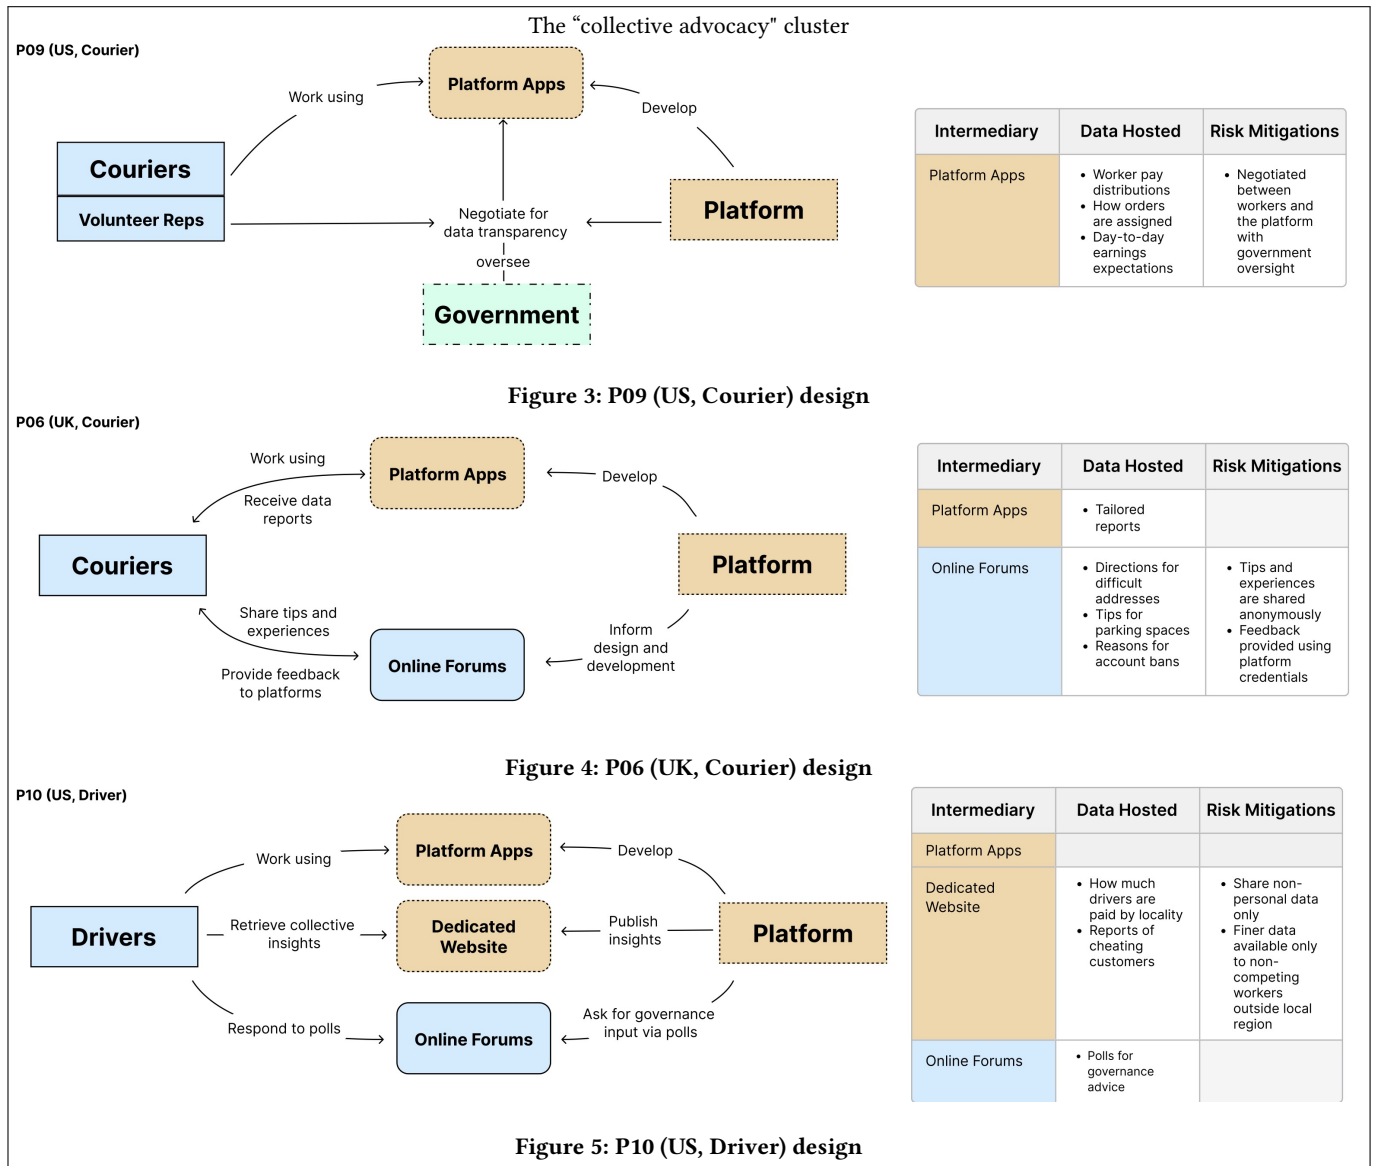 The “collective advocacy" cluster
P09 (US, Courier)
Platform Apps
Work using
Develop
Couriers
Volunteer Reps
Platform
Negotiate for
data transparency
oversee
Government
Intermediary Data Hosted Risk Mitigations
Platform Apps
• Worker pay
distributions
• How orders
are assigned
• Day-to-day
earnings
expectations
• Negotiated
between
workers and
the platform
with
government
oversight
Figure 3: P09 (US, Courier) design
P06 (UK, Courier)
Work using
Platform Apps
Develop
Receive data
reports
Couriers
Platform
Share tips and
experiences
Online Forums
Inform
design and
development
Provide feedback
to platforms
Intermediary Data Hosted Risk Mitigations
Platform Apps
• Tailored
reports
Online Forums
• Directions for
difficult
addresses
• Tips for
parking spaces
• Reasons for
account bans
• Tips and
experiences
are shared
anonymously
• Feedback
provided using
platform
credentials
Figure 4: P06 (UK, Courier) design
P10 (US, Driver)
Work using
Platform Apps
Develop
Drivers
Retrieve collective
insights
Dedicated
Website
Publish
insights
Platform
Respond to polls
Online Forums
Ask for governance
input via polls
Intermediary Data Hosted Risk Mitigations
Platform Apps
Dedicated
Website
• How much
drivers are
paid by locality
• Reports of
cheating
customers
• Share non-
personal data
only
• Finer data
available only
to non-
competing
workers
outside local
region
Online Forums
• Polls for
governance
advice
Figure 5: P10 (US, Driver) design